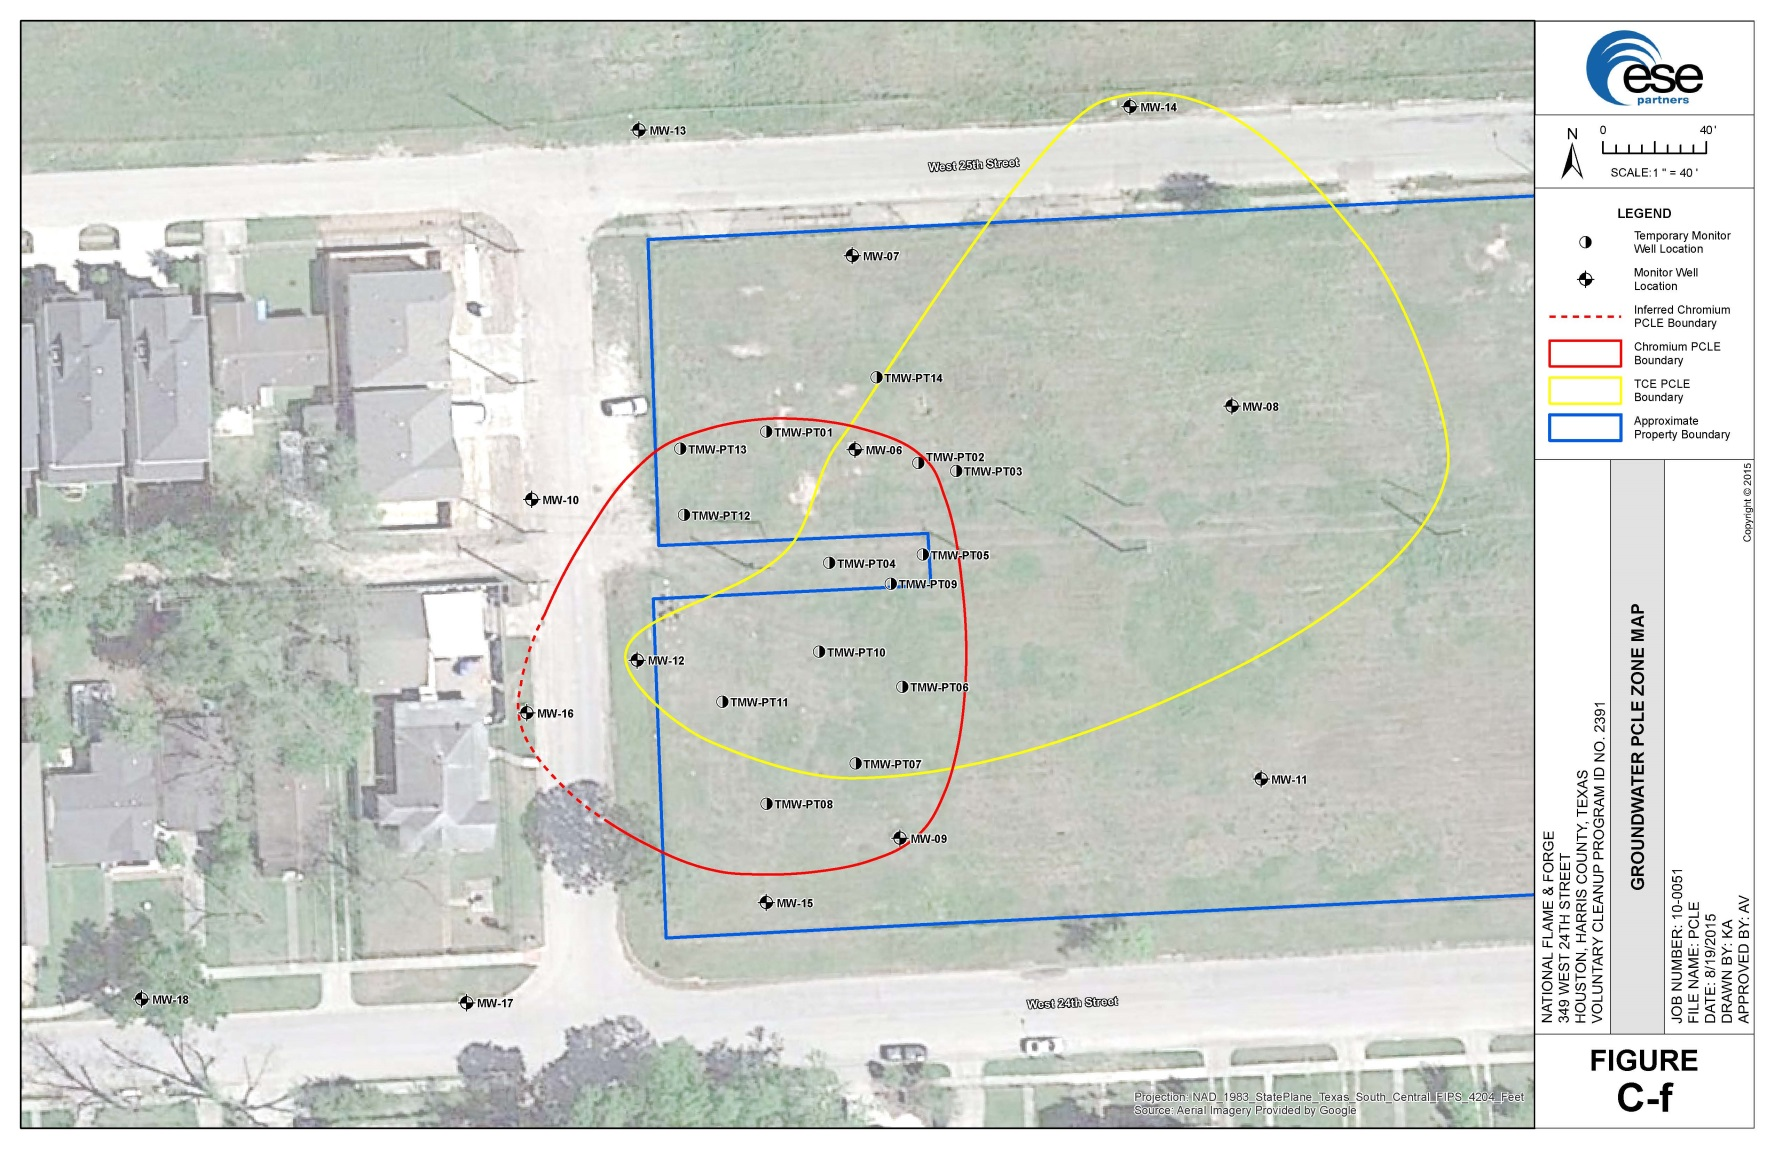 MW-14
MW-13
West 25th Street
MW-07
TMW-PT14
MW-08
TMW-PT01
TMW-PT13
MW-06
TMW-PT02
TMW-PT03
MW-10
TMW-PT12
TMW-PT05
TMW-PT04
TMW-PT09
TMW-PT10
MW-12
TMW-PT06
TMW-PT11
MW-16
TMW-PT07
MW-11
TMW-PT08
MW-09
MW-15
MW-18
MW-17
West 24th Street
Projection: NAD_1983_StatePlane_Texas_South_Central_FIPS_4204_Feet
Source: Aerial Imagery Provided by Google
ese
partners
N
0 40'
SCALE:1 " = 40 '
LEGEND
Temporary Monitor
Well Location
Monitor Well
Location
Inferred Chromium
PCLE Boundary
Chromium PCLE
Boundary
TCE PCLE
Boundary
Approximate
Property Boundary
Copyright © 2015
NATIONAL FLAME & FORGE
349 WEST 24TH STREET
HOUSTON, HARRIS COUNTY, TEXAS
VOLUNTARY CLEANUP PROGRAM ID NO. 2391
GROUNDWATER PCLE ZONE MAP
JOB NUMBER: 10-0051
FILE NAME: PCLE
DATE: 8/19/2015
DRAWN BY: KA
APPROVED BY: AV
FIGURE
C-f